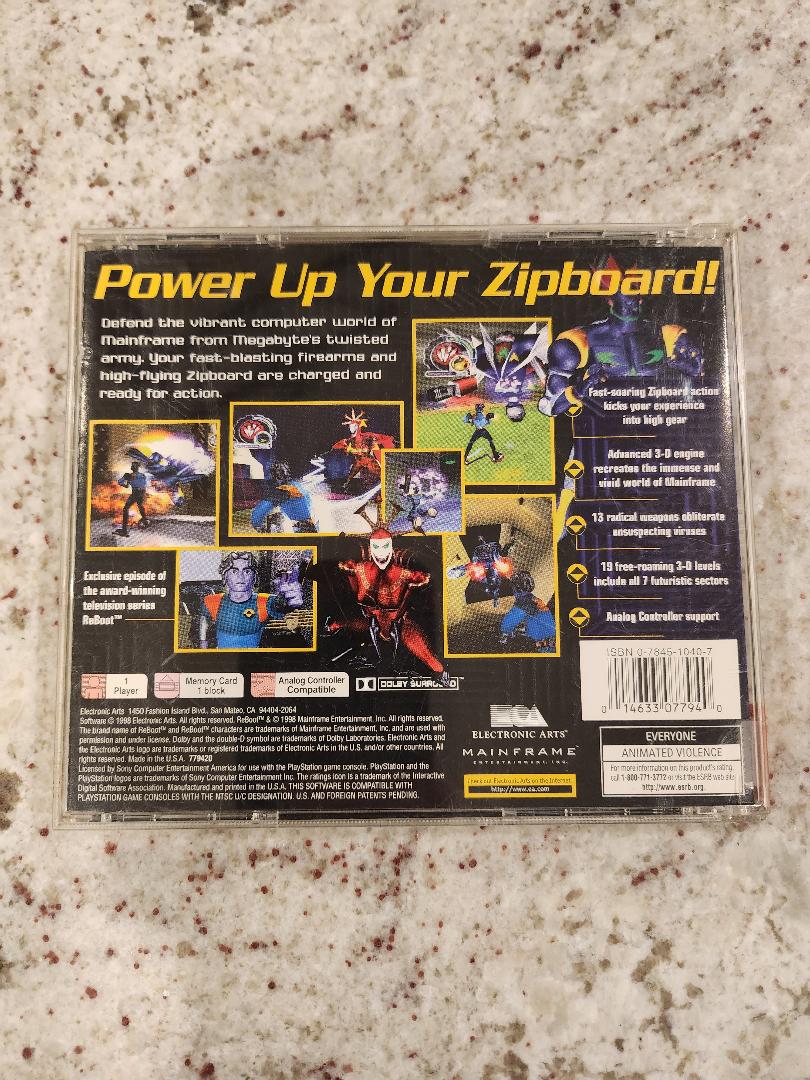 Power Up Your Zipboard!
Defend the vibrant computer world of
Mainframe from Megabyte's twisted
army. Your fast-blasting firearms and
high-flying Zipboard are charged and
ready for action.
Fast-soaring Zipboard action
kicks your experience
into high gear
Advanced 3-D engine
recreates the immense and
vivid world of Mainframe
13 radical weapons obliterate
unsuspecting viruses
19 free-roaming 3-D levels
include all 7 futuristic sectors
Analog Controller support
Exclusive episode of
the award-winning
television series
ReBoot™
1
Player
Memory Card
1 block
Analog Controller
Compatible
DOLBY SURROUND
ISBN 0-7845-1040-7
0 14633 07794 0
Electronic Arts 1450 Fashion Island Blvd., San Mateo, CA 94404-2064
Software © 1998 Electronic Arts. All rights reserved. ReBoot™ & © 1998 Mainframe Entertainment, Inc. All rights reserved.
The brand name of ReBoot™ and ReBoot™ characters are trademarks of Mainframe Entertainment, Inc. and are used with
permission and under license. Dolby and the double-D symbol are trademarks of Dolby Laboratories. Electronic Arts and
the Electronic Arts logo are trademarks or registered trademarks of Electronic Arts in the U.S. and/or other countries. All
rights reserved. Made in the U.S.A. 779420
Licensed by Sony Computer Entertainment America for use with the PlayStation game console. PlayStation and the
PlayStation logos are trademarks of Sony Computer Entertainment Inc. The ratings icon is a trademark of the Interactive
Digital Software Association. Manufactured and printed in the U.S.A. THIS SOFTWARE IS COMPATIBLE WITH
PLAYSTATION GAME CONSOLES WITH THE NTSC U/C DESIGNATION. U.S. AND FOREIGN PATENTS PENDING.
ELECTRONIC ARTS™
MAINFRAME™
ENTERTAINMENT, INC.
Check out Electronic Arts on the Internet
http://www.ea.com
EVERYONE
ANIMATED VIOLENCE
For more information on this product's rating,
call 1-800-771-3772 or visit the ESRB web site
http://www.esrb.org